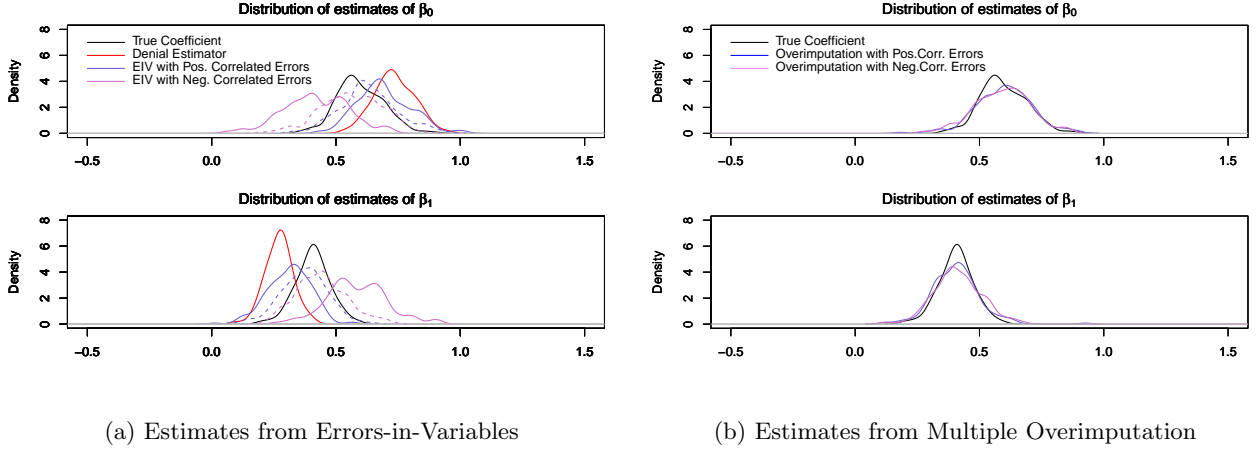 Distribution of estimates of β0
Density
0 2 4 6 8
True Coefficient
Denial Estimator
EIV with Pos. Correlated Errors
EIV with Neg. Correlated Errors
−0.5 0.0 0.5 1.0 1.5
Distribution of estimates of β1
Density
0 2 4 6 8
−0.5 0.0 0.5 1.0 1.5
(a) Estimates from Errors-in-Variables
Distribution of estimates of β0
Density
0 2 4 6 8
True Coefficient
Overimputation with Pos.Corr. Errors
Overimputation with Neg.Corr. Errors
−0.5 0.0 0.5 1.0 1.5
Distribution of estimates of β1
Density
0 2 4 6 8
−0.5 0.0 0.5 1.0 1.5
(b) Estimates from Multiple Overimputation